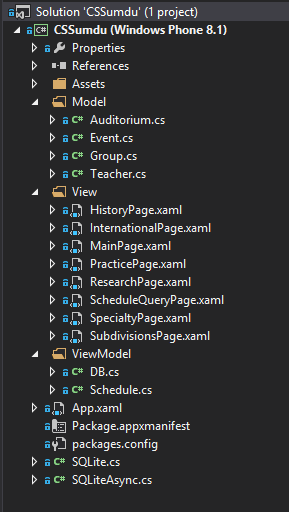 Solution 'CSSumdu' (1 project)
C# CSSumdu (Windows Phone 8.1)
Properties
References
Assets
Model
C# Auditorium.cs
C# Event.cs
C# Group.cs
C# Teacher.cs
View
HistoryPage.xaml
InternationalPage.xaml
MainPage.xaml
PracticePage.xaml
ResearchPage.xaml
ScheduleQueryPage.xaml
SpecialtyPage.xaml
SubdivisionsPage.xaml
ViewModel
C# DB.cs
C# Schedule.cs
App.xaml
Package.appxmanifest
packages.config
C# SQLite.cs
C# SQLiteAsync.cs